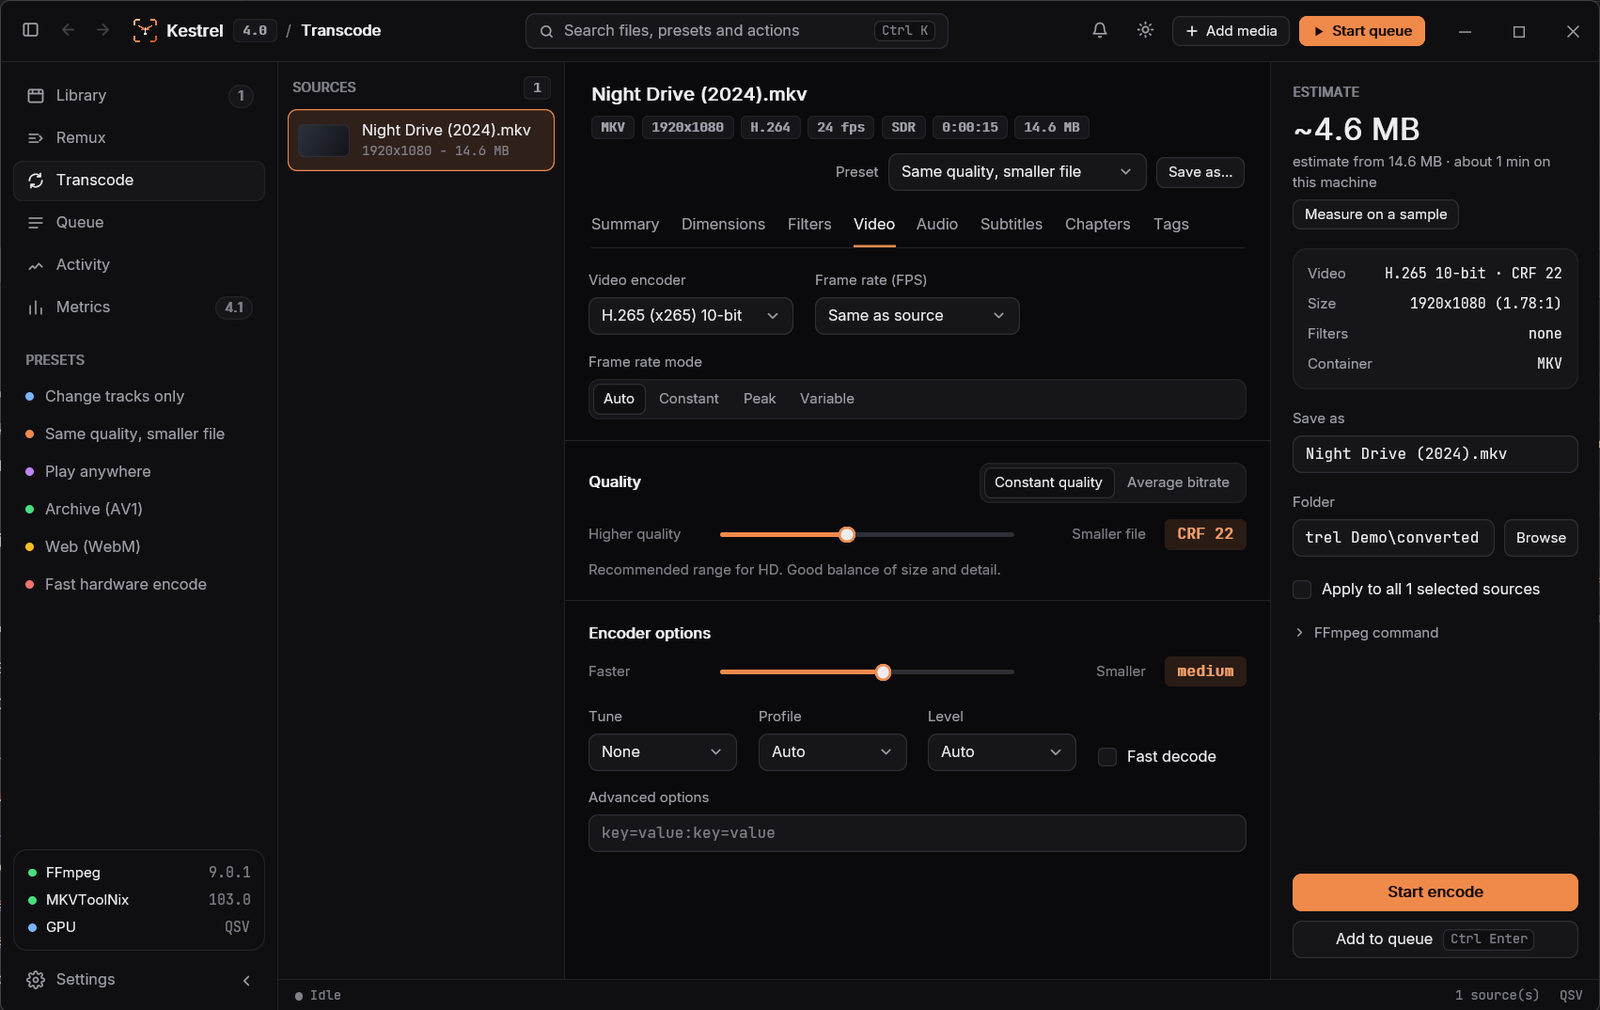 Kestrel 4.0 / Transcode
Search files, presets and actions Ctrl K
Add media
Start queue
Library 1
Remux
Transcode
Queue
Activity
Metrics 4.1
PRESETS
Change tracks only
Same quality, smaller file
Play anywhere
Archive (AV1)
Web (WebM)
Fast hardware encode
FFmpeg 9.0.1
MKVToolNix 103.0
GPU QSV
Settings
SOURCES 1
Night Drive (2024).mkv
1920x1080 - 14.6 MB
Night Drive (2024).mkv
MKV 1920x1080 H.264 24 fps SDR 0:00:15 14.6 MB
Preset Same quality, smaller file Save as...
Summary Dimensions Filters Video Audio Subtitles Chapters Tags
Video encoder Frame rate (FPS)
H.265 (x265) 10-bit Same as source
Frame rate mode
Auto Constant Peak Variable
Quality Constant quality Average bitrate
Higher quality Smaller file CRF 22
Recommended range for HD. Good balance of size and detail.
Encoder options
Faster Smaller medium
Tune Profile Level
None Auto Auto Fast decode
Advanced options
key=value:key=value
ESTIMATE
~4.6 MB
estimate from 14.6 MB · about 1 min on
this machine
Measure on a sample
Video H.265 10-bit · CRF 22
Size 1920x1080 (1.78:1)
Filters none
Container MKV
Save as
Night Drive (2024).mkv
Folder
trel Demo\converted Browse
Apply to all 1 selected sources
FFmpeg command
Start encode
Add to queue Ctrl Enter
Idle
1 source(s) QSV